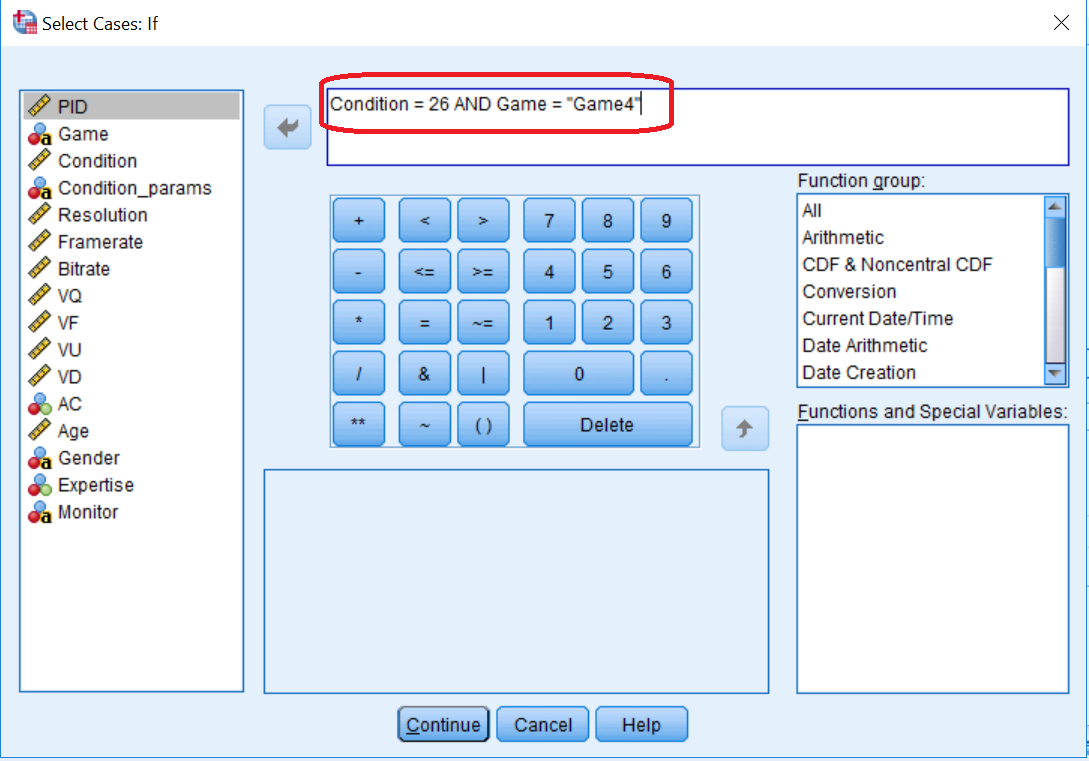 Select Cases: If
PID
Game
Condition
Condition_params
Resolution
Framerate
Bitrate
VQ
VF
VU
VD
AC
Age
Gender
Expertise
Monitor
Condition = 26 AND Game = "Game4"
+ < > 7 8 9
- <= >= 4 5 6
* = ~= 1 2 3
/ & | 0 .
** ~ ( ) Delete
Function group:
All
Arithmetic
CDF & Noncentral CDF
Conversion
Current Date/Time
Date Arithmetic
Date Creation
Functions and Special Variables:
Continue Cancel Help